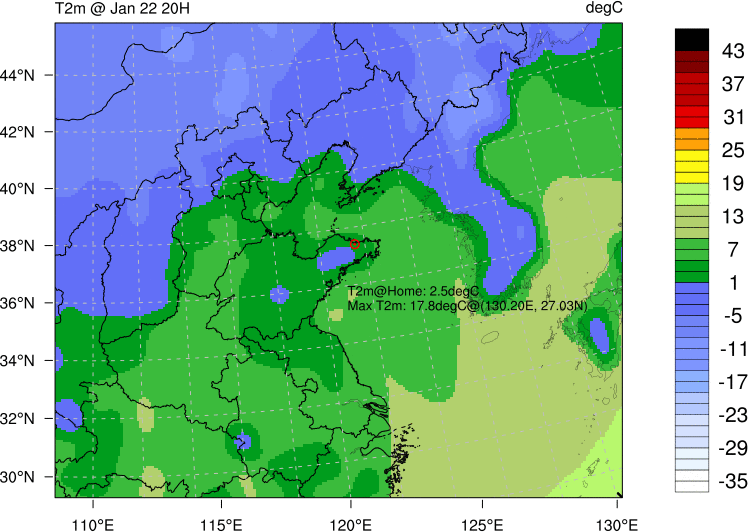 T2m @ Jan 22 20H
degC
44°N
42°N
40°N
38°N
36°N
34°N
32°N
30°N
T2m@Home: 2.5degC
Max T2m: 17.8degC@(130.20E, 27.03N)
110°E
115°E
120°E
125°E
130°E
43
37
31
25
19
13
7
1
-5
-11
-17
-23
-29
-35